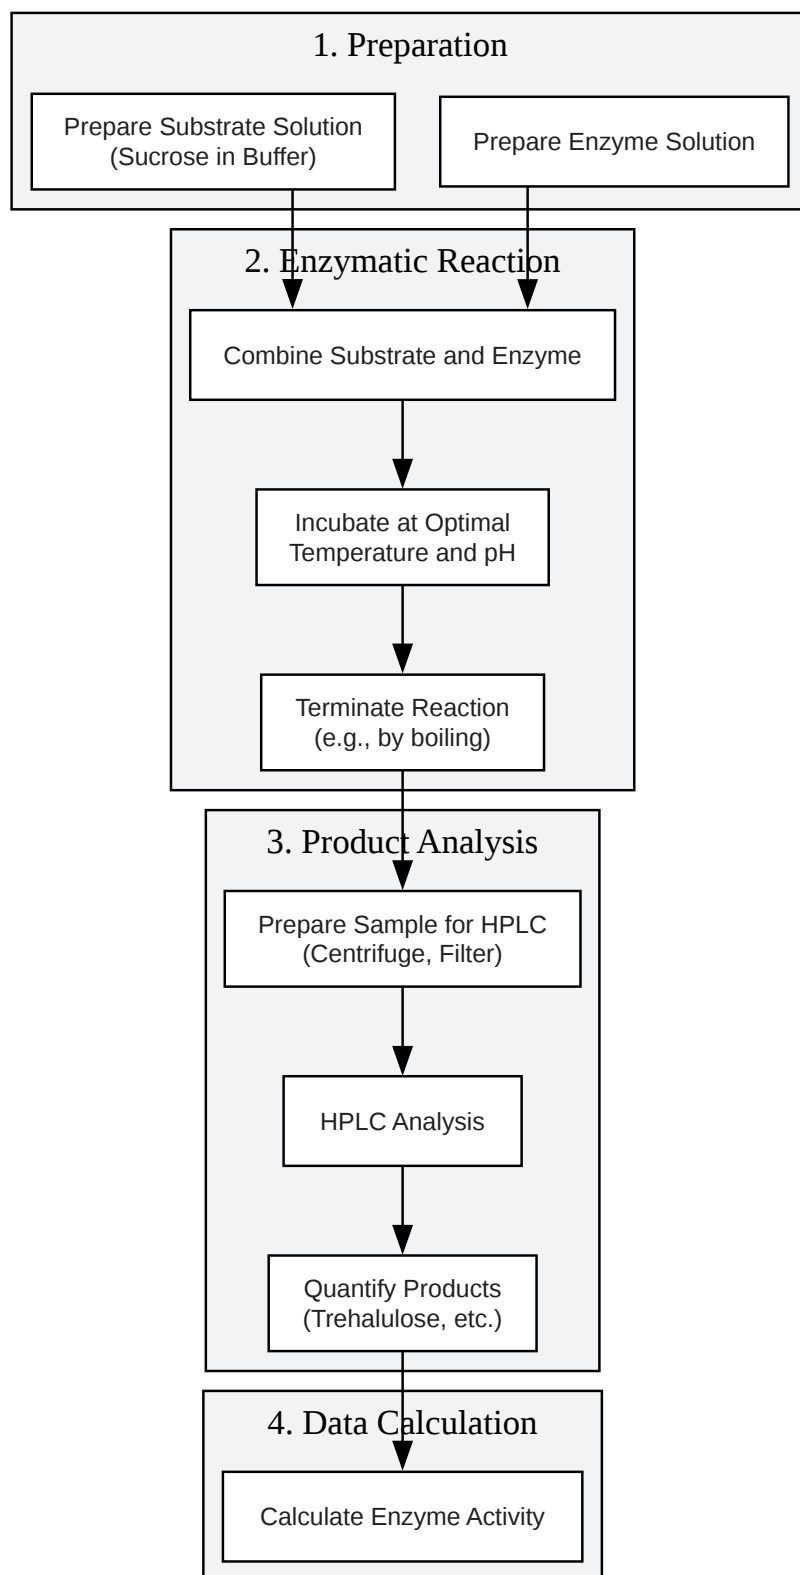 1. Preparation
Prepare Substrate Solution
(Sucrose in Buffer)
Prepare Enzyme Solution
2. Enzymatic Reaction
Combine Substrate and Enzyme
Incubate at Optimal
Temperature and pH
Terminate Reaction
(e.g., by boiling)
3. Product Analysis
Prepare Sample for HPLC
(Centrifuge, Filter)
HPLC Analysis
Quantify Products
(Trehalulose, etc.)
4. Data Calculation
Calculate Enzyme Activity